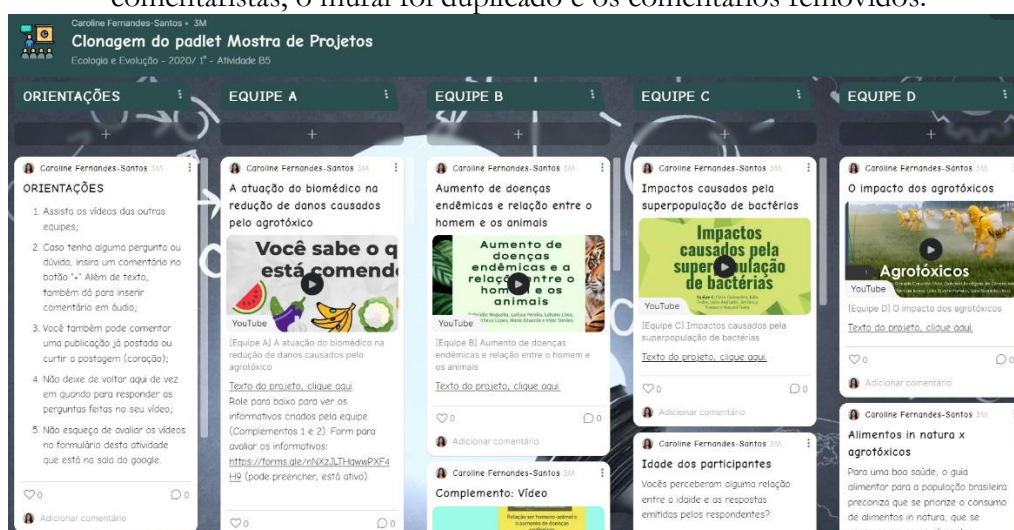 comentaristas, o mural foi duplicado e os comentários removidos.
Caroline Fernandes-Santos • 3M
Clonagem do padlet Mostra de Projetos
Ecologia e Evolução - 2020/ 1° - Atividade B5
ORIENTAÇÕES
+
Caroline Fernandes-Santos 3M
ORIENTAÇÕES
1. Assista os vídeos das outras
equipes;
2. Caso tenha alguma pergunta ou
dúvida, insira um comentário no
botão "+" Além de texto,
também dá para inserir
comentário em áudio;
3. Você também pode comentar
uma publicação já postada ou
curtir a postagem (coração);
4. Não deixe de voltar aqui de vez
em quando para responder as
perguntas feitas no seu vídeo;
5. Não esqueça de avaliar os vídeos
no formulário desta atividade
que está na sala do google.
0 0
Adicionar comentário
EQUIPE A
+
Caroline Fernandes-Santos 3M
A atuação do biomédico na
redução de danos causados
pelo agrotóxico
Você sabe o q
está comend
YouTube
[Equipe A] A atuação do biomédico na
redução de danos causados pelo
agrotóxico
Texto do projeto, clique aqui.
Role para baixo para ver os
informativos criados pela equipe
(Complementos 1 e 2). Form para
avaliar os informativos:
https://forms.gle/nNXzJLTHqwwPXF4
H9 (pode preencher, está ativo)
0 0
EQUIPE B
+
Caroline Fernandes-Santos 3M
Aumento de doenças
endêmicas e relação entre o
homem e os animais
Aumento de
doenças
endêmicas e a
relação entre o
homem e os
animais
YouTube
[Equipe B] Aumento de doenças
endêmicas e relação entre o homem e
os animais
Texto do projeto, clique aqui.
0 0
Adicionar comentário
Caroline Fernandes-Santos 3M
Complemento: Vídeo
Relação ser humano-animal e
o aumento de doenças
EQUIPE C
+
Caroline Fernandes-Santos 3M
Impactos causados pela
superpopulação de bactérias
Impactos
causados pela
superpopulação
de bactérias
YouTube
[Equipe C] Impactos causados pela
superpopulação de bactérias
Texto do projeto, clique aqui.
0 0
Adicionar comentário
Caroline Fernandes-Santos 3M
Idade dos participantes
Vocês perceberam alguma relação
entre a idaide e as respostas
emitidas pelos respondentes?
EQUIPE D
+
Caroline Fernandes-Santos 3M
O impacto dos agrotóxicos
Agrotóxicos
YouTube
[Equipe D] O impacto dos agrotóxicos
Texto do projeto, clique aqui.
0 0
Adicionar comentário
Caroline Fernandes-Santos 3M
Alimentos in natura x
agrotóxicos
Para uma boa saúde, o guia
alimentar para a população brasileira
preconiza que se priorize o consumo
de alimentos in natura, que se